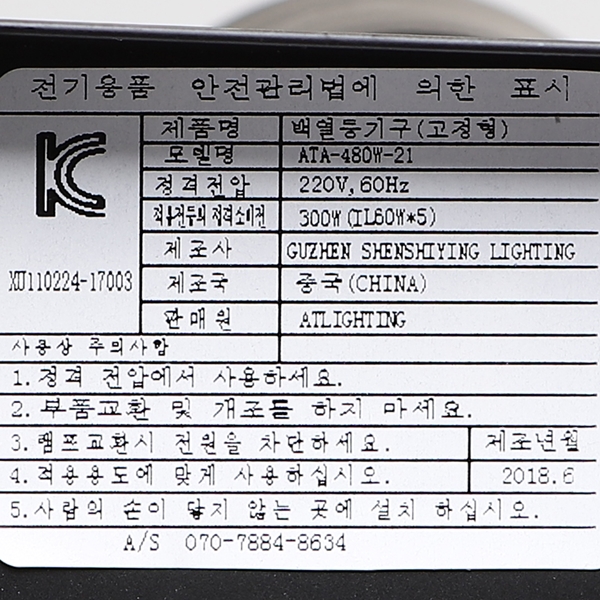 전기용품 안전관리법에 의한 표시
제품명 백열등기구(고정형)
모델명 ATA-480W-21
정격전압 220V,60Hz
적용전등의 정격소비전 300W(IL60W*5)
제조사 GUZHEN SHENSHIYING LIGHTING
XU110224-17003 제조국 중국(CHINA)
판매원 ATLIGHTING
사용상 주의사항
1.정격 전압에서 사용하세요.
2.부품교환 및 개조를 하지 마세요.
3.램프교환시 전원을 차단하세요. 제조년월
4.적용용도에 맞게 사용하십시오. 2018.6
5.사람의 손이 닿지 않는 곳에 설치 하십시오.
A/S 070-7884-8634